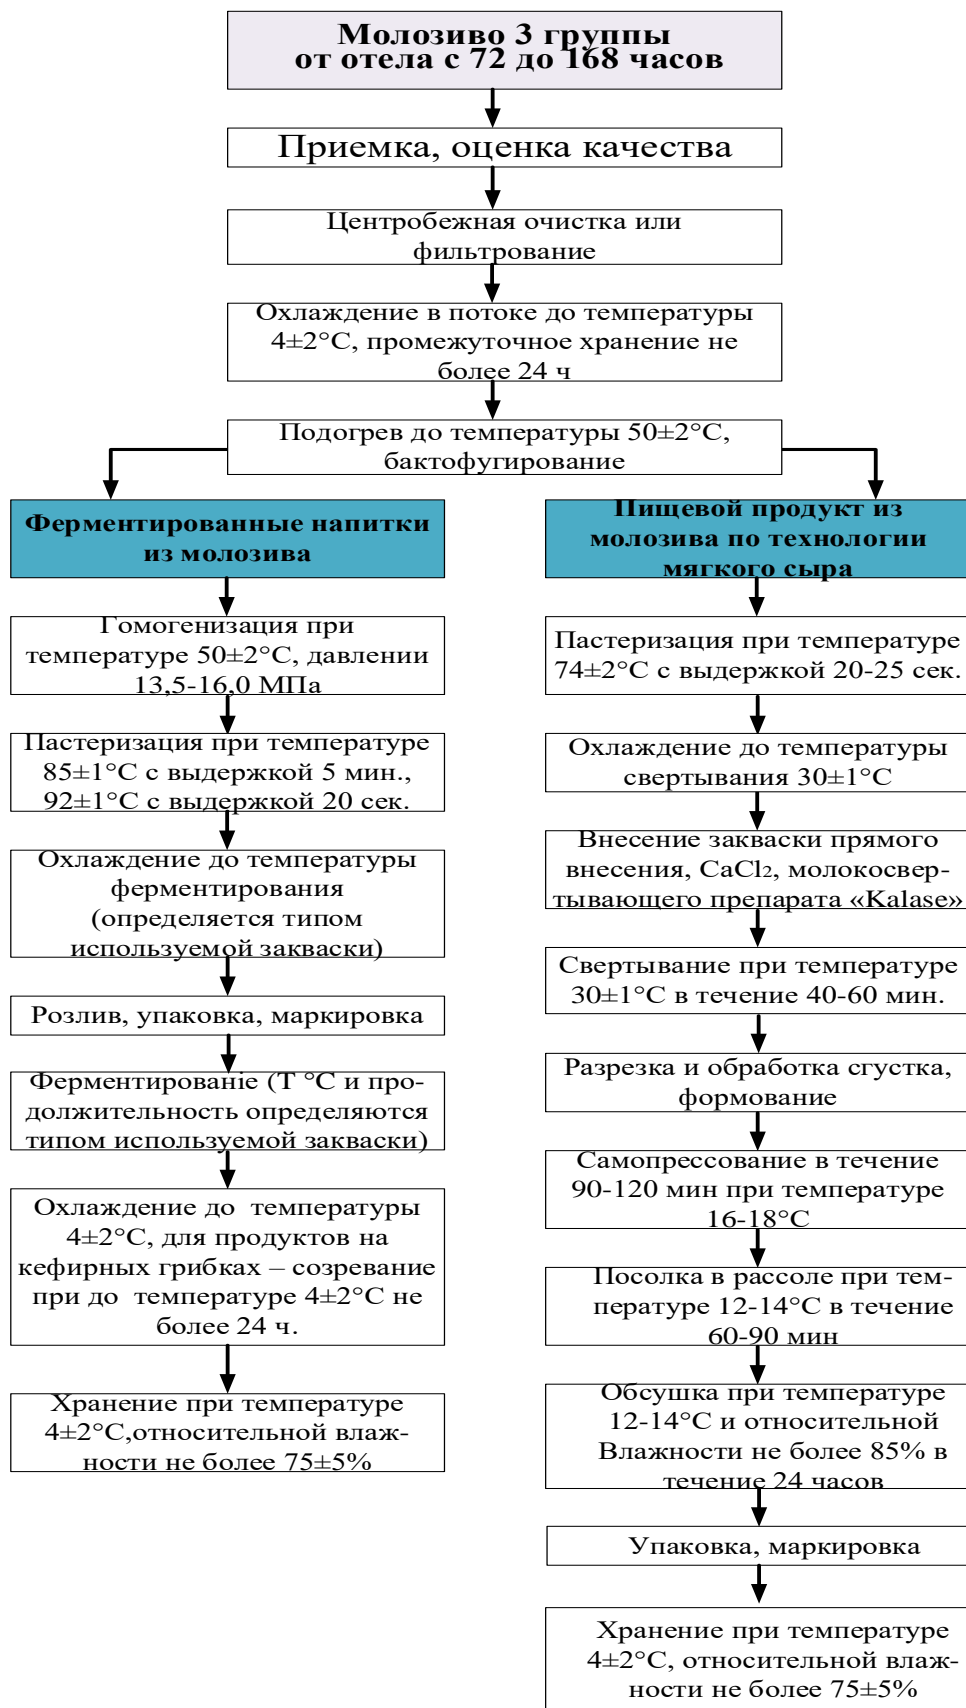 Молозиво 3 группы
от отела с 72 до 168 часов
Приемка, оценка качества
Центробежная очистка или
фильтрование
Охлаждение в потоке до температуры
4±2°С, промежуточное хранение не
более 24 ч
Подогрев до температуры 50±2°С,
бактофугирование
Ферментированные напитки
из молозива
Гомогенизация при
температуре 50±2°С, давлении
13,5-16,0 МПа
Пастеризация при температуре
85±1°С с выдержкой 5 мин.,
92±1°С с выдержкой 20 сек.
Охлаждение до температуры
ферментирования
(определяется типом
используемой закваски)
Розлив, упаковка, маркировка
Ферментирование (Т °С и про-
должительность определяются
типом используемой закваски)
Охлаждение до температуры
4±2°С, для продуктов на
кефирных грибках – созревание
при до температуре 4±2°С не
более 24 ч.
Хранение при температуре
4±2°С,относительной влаж-
ности не более 75±5%
Пищевой продукт из
молозива по технологии
мягкого сыра
Пастеризация при температуре
74±2°С с выдержкой 20-25 сек.
Охлаждение до температуры
свертывания 30±1°С
Внесение закваски прямого
внесения, CaCl₂, молокосвер-
тывающего препарата «Kalase»
Свертывание при температуре
30±1°С в течение 40-60 мин.
Разрезка и обработка сгустка,
формование
Самопрессование в течение
90-120 мин при температуре
16-18°С
Посолка в рассоле при тем-
пературе 12-14°С в течение
60-90 мин
Обсушка при температуре
12-14°С и относительной
Влажности не более 85% в
течение 24 часов
Упаковка, маркировка
Хранение при температуре
4±2°С, относительной влаж-
ности не более 75±5%